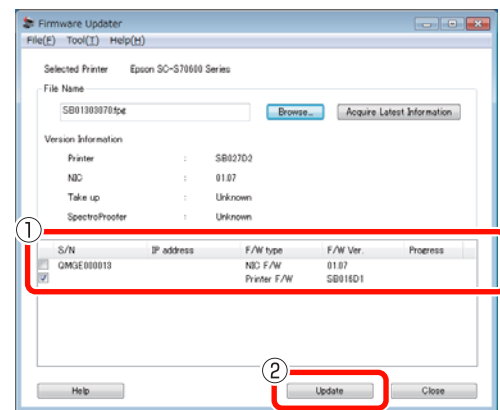 Firmware Updater
File(F) Tool(T) Help(H)
Selected Printer Epson SC-S70600 Series
File Name
SB01303070.fpg
Browse... Acquire Latest Information
Version Information
Printer : SB027D2
NIC : 01.07
Take up : Unknown
SpectroProofer : Unknown
①
S/N IP address F/W type F/W Ver. Progress
QMGE000013 NIC F/W 01.07
Printer F/W SB016D1
②
Help Update Close